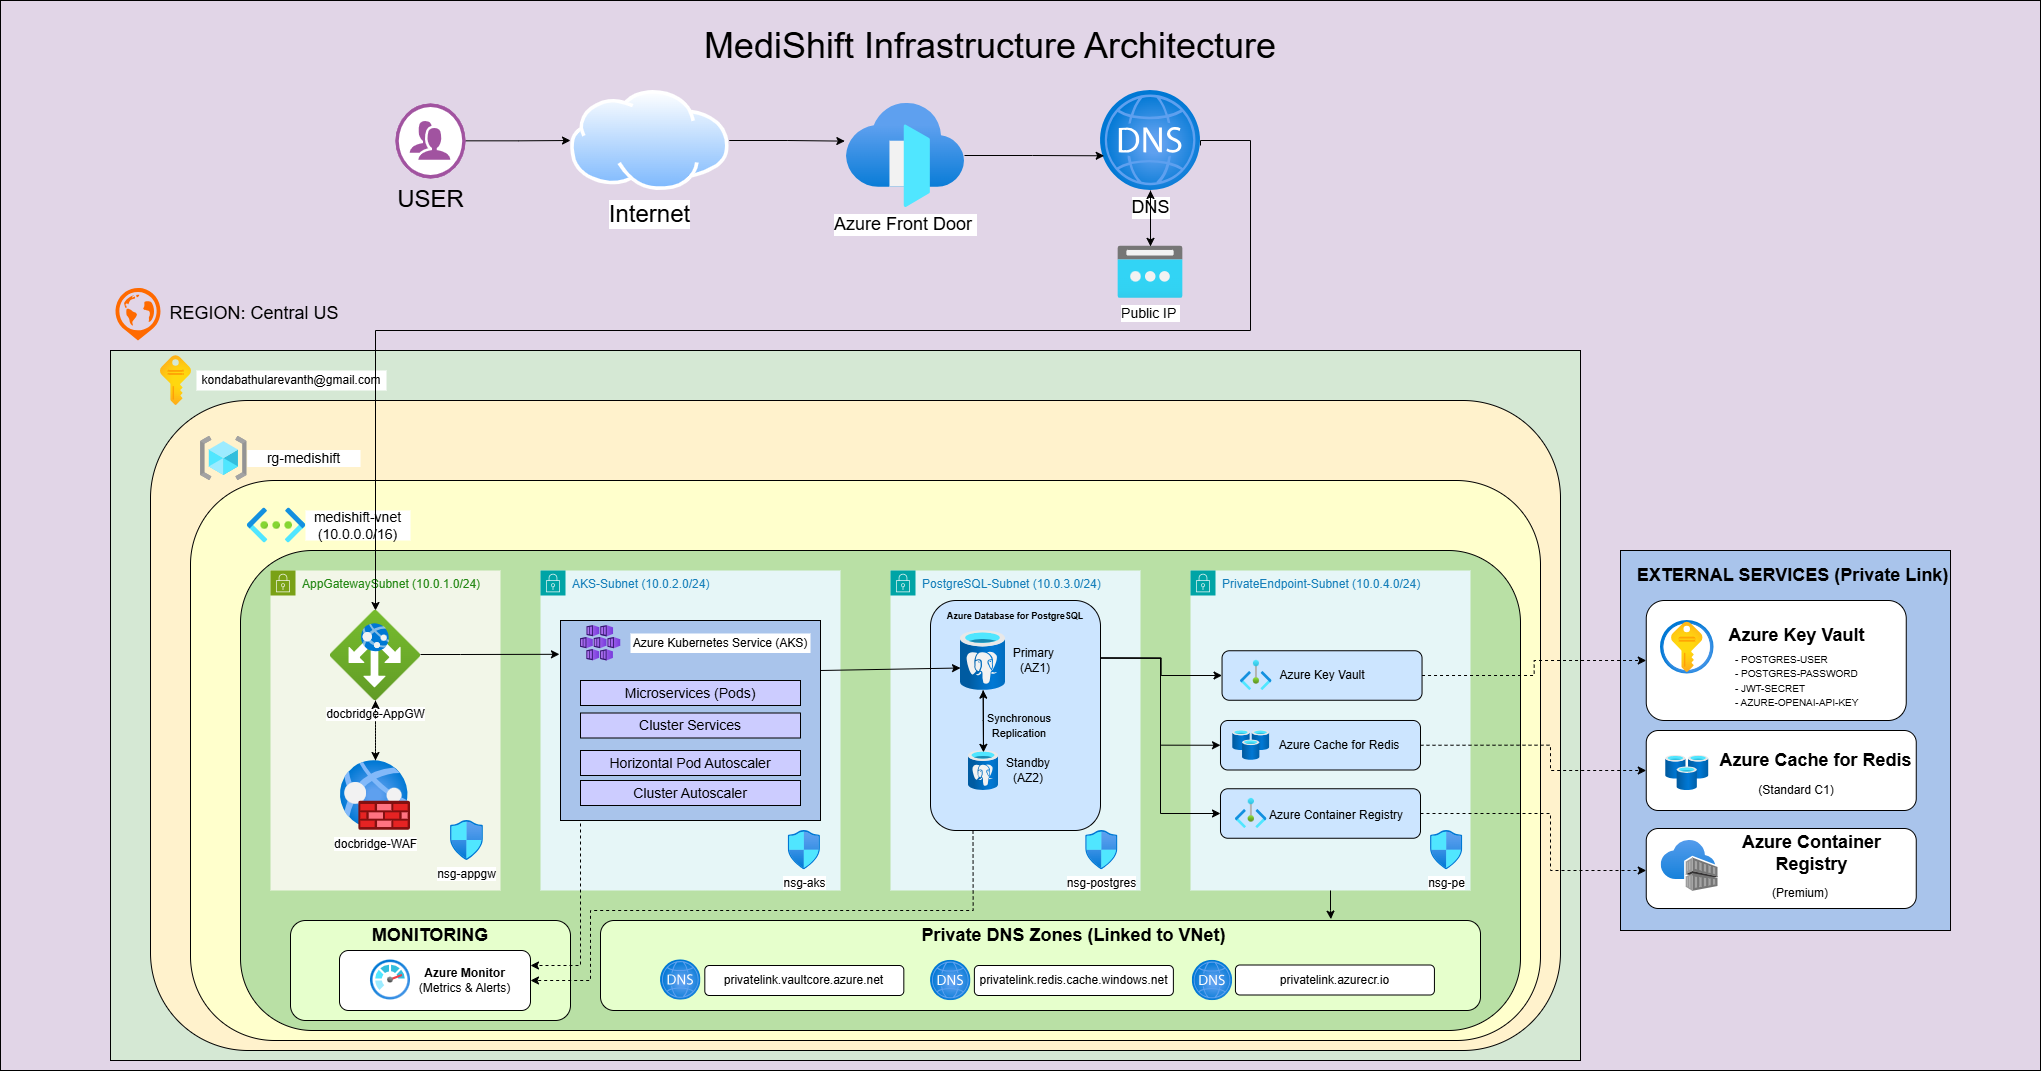 MediShift Infrastructure Architecture
USER
Internet
Azure Front Door
DNS
DNS
Public IP
REGION: Central US
kondabathularevanth@gmail.com
rg-medishift
medishift-vnet
(10.0.0.0/16)
AppGatewaySubnet (10.0.1.0/24)
docbridge-AppGW
docbridge-WAF
nsg-appgw
AKS-Subnet (10.0.2.0/24)
Azure Kubernetes Service (AKS)
Microservices (Pods)
Cluster Services
Horizontal Pod Autoscaler
Cluster Autoscaler
nsg-aks
PostgreSQL-Subnet (10.0.3.0/24)
Azure Database for PostgreSQL
Primary
(AZ1)
Synchronous
Replication
Standby
(AZ2)
nsg-postgres
PrivateEndpoint-Subnet (10.0.4.0/24)
Azure Key Vault
Azure Cache for Redis
Azure Container Registry
nsg-pe
EXTERNAL SERVICES (Private Link)
Azure Key Vault
- POSTGRES-USER
- POSTGRES-PASSWORD
- JWT-SECRET
- AZURE-OPENAI-API-KEY
Azure Cache for Redis
(Standard C1)
Azure Container
Registry
(Premium)
MONITORING
Azure Monitor
(Metrics & Alerts)
Private DNS Zones (Linked to VNet)
DNS
privatelink.vaultcore.azure.net
DNS
privatelink.redis.cache.windows.net
DNS
privatelink.azurecr.io